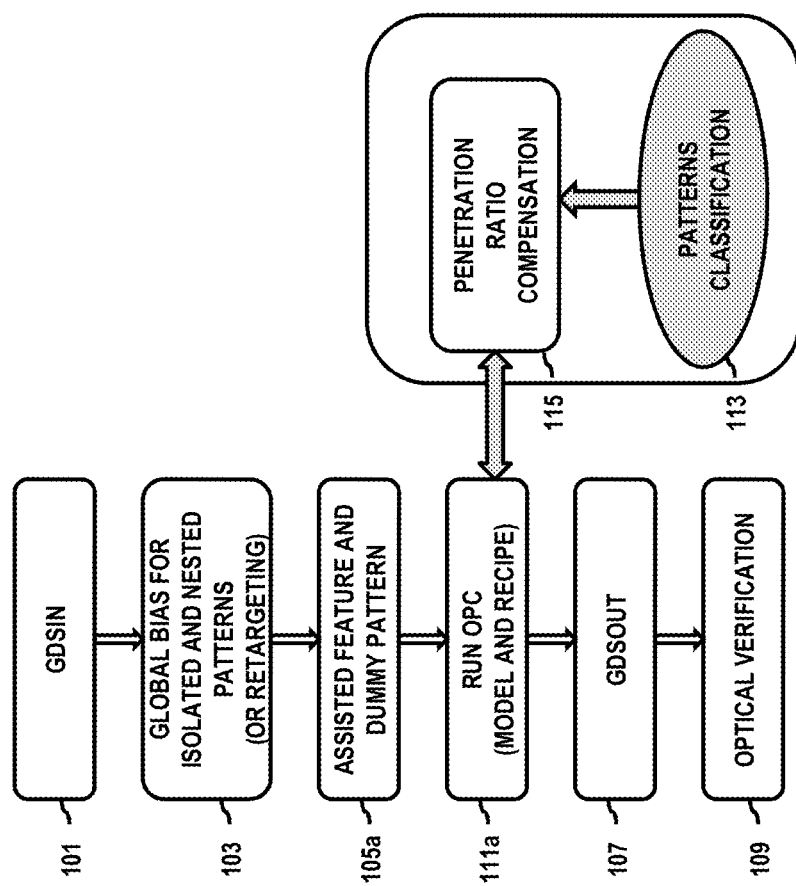 101
GDSIN
103
GLOBAL BIAS FOR
ISOLATED AND NESTED
PATTERNS
(OR RETARGETING)
105a
ASSISTED FEATURE AND
DUMMY PATTERN
111a
RUN OPC
(MODEL AND RECIPE)
115
PENETRATION
RATIO
COMPENSATION
113
PATTERNS
CLASSIFICATION
107
GDSOUT
109
OPTICAL VERIFICATION